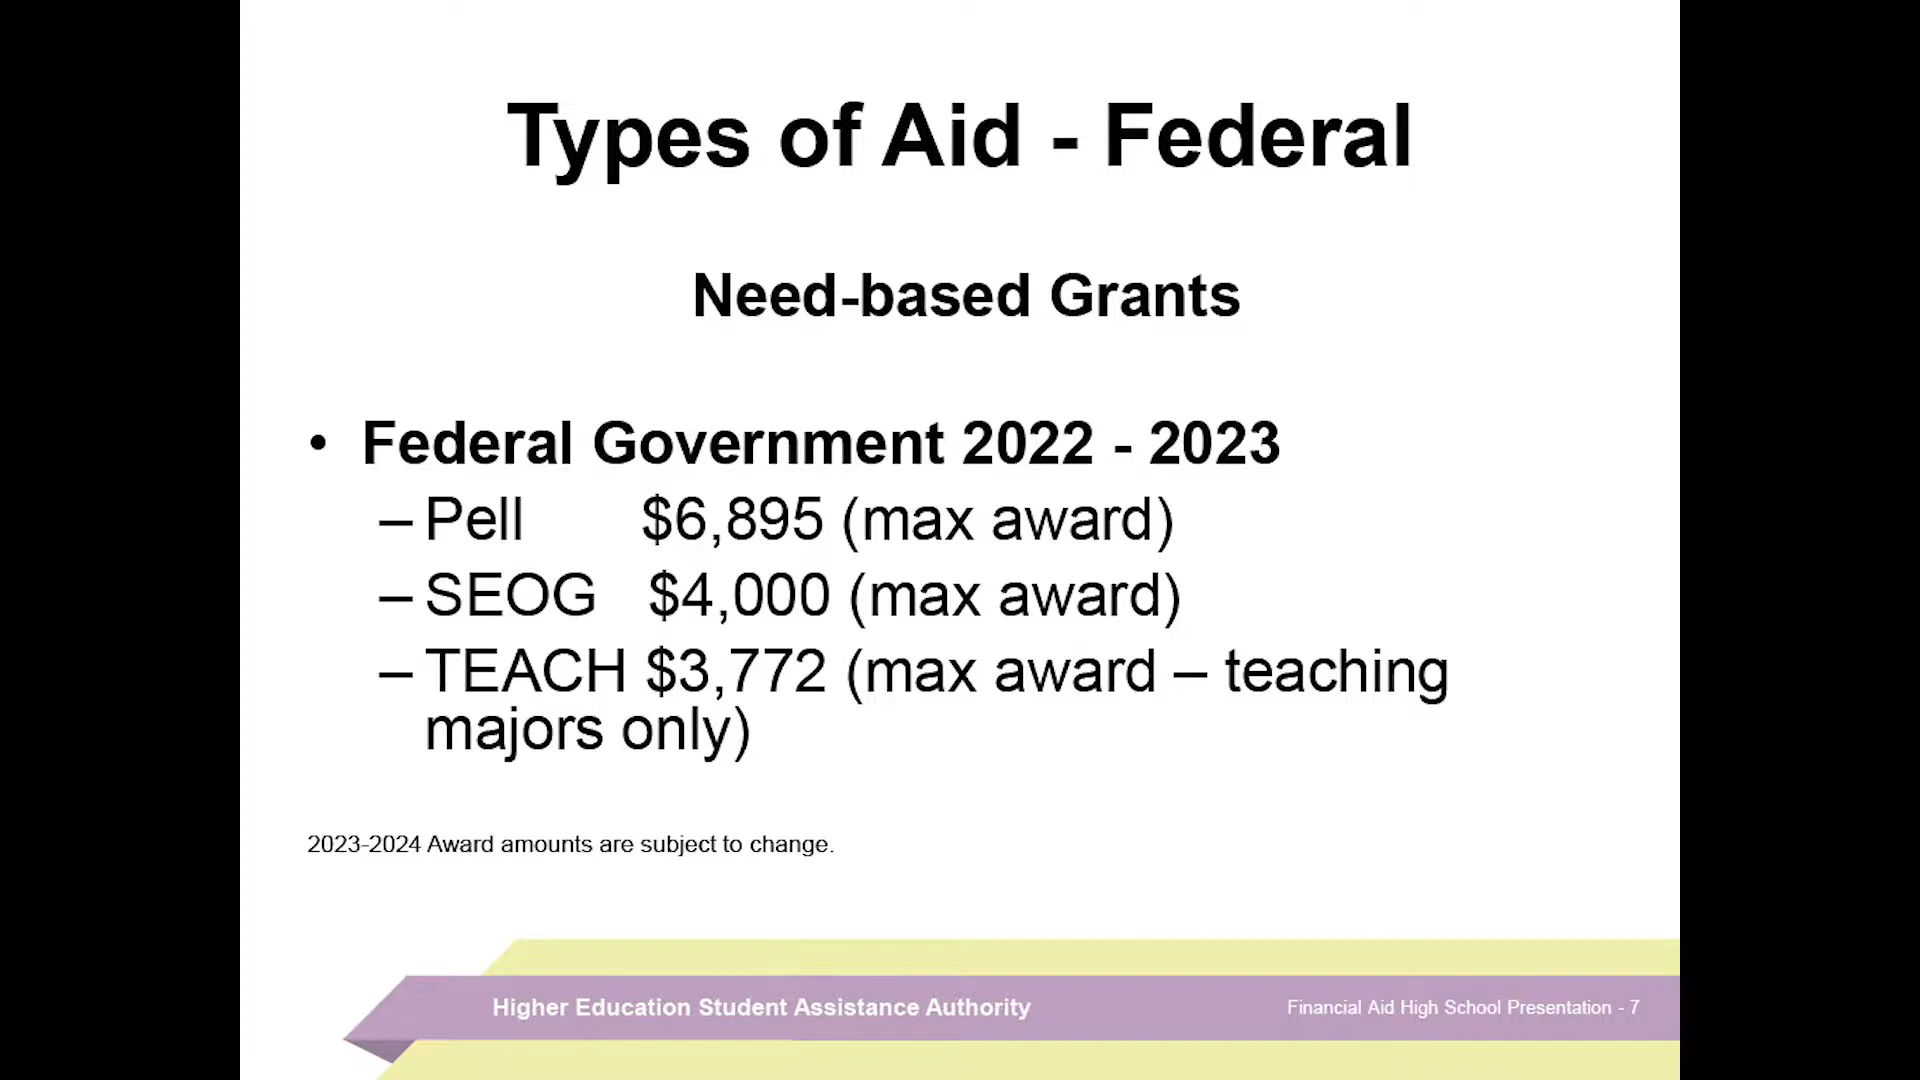 Types of Aid - Federal
Need-based Grants
• Federal Government 2022 - 2023
– Pell $6,895 (max award)
– SEOG $4,000 (max award)
– TEACH $3,772 (max award – teaching
majors only)
2023-2024 Award amounts are subject to change.
Higher Education Student Assistance Authority
Financial Aid High School Presentation - 7